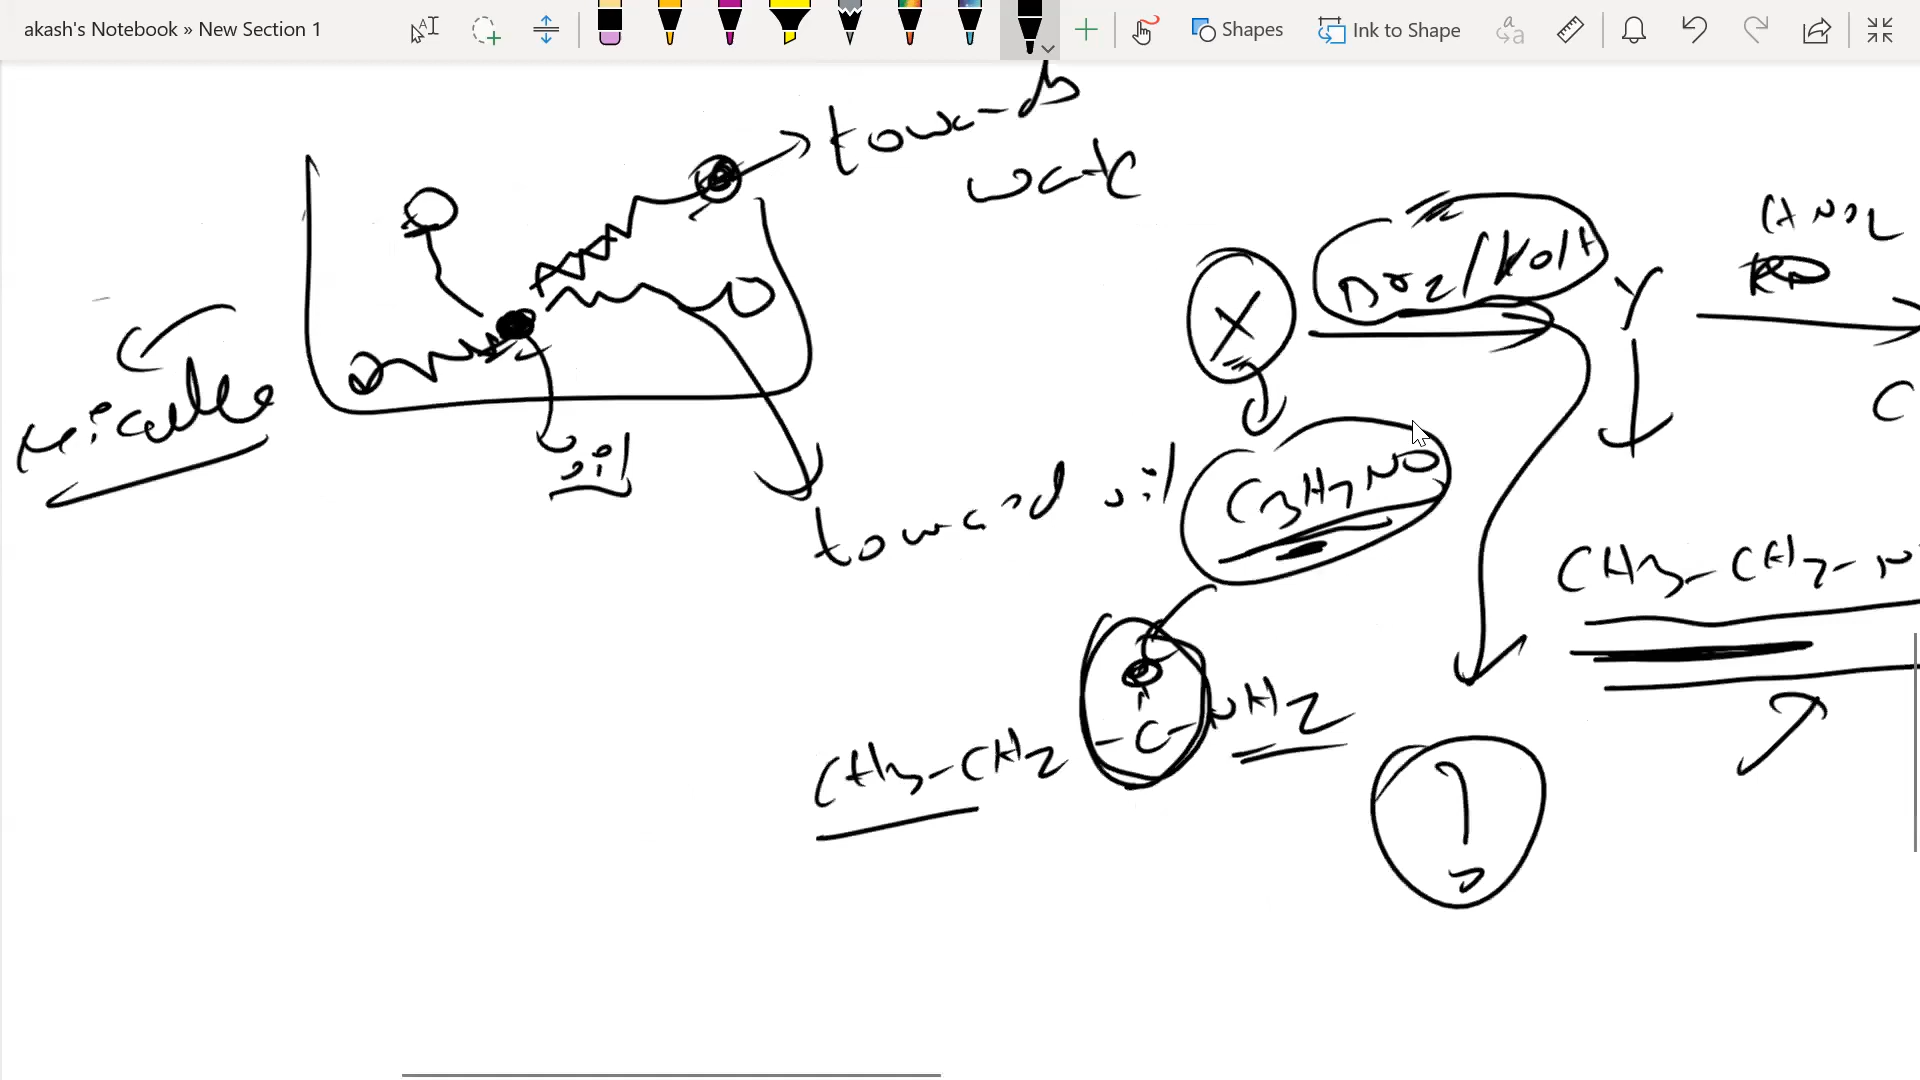 akash's Notebook » New Section 1
Shapes
Ink to Shape
towards
micelle
oil
toward oil
X
Br2/KOH
Y
HNO2
C
C3H7NO
CH3-CH2-N
O
CH3-CH2-C-NH2
?